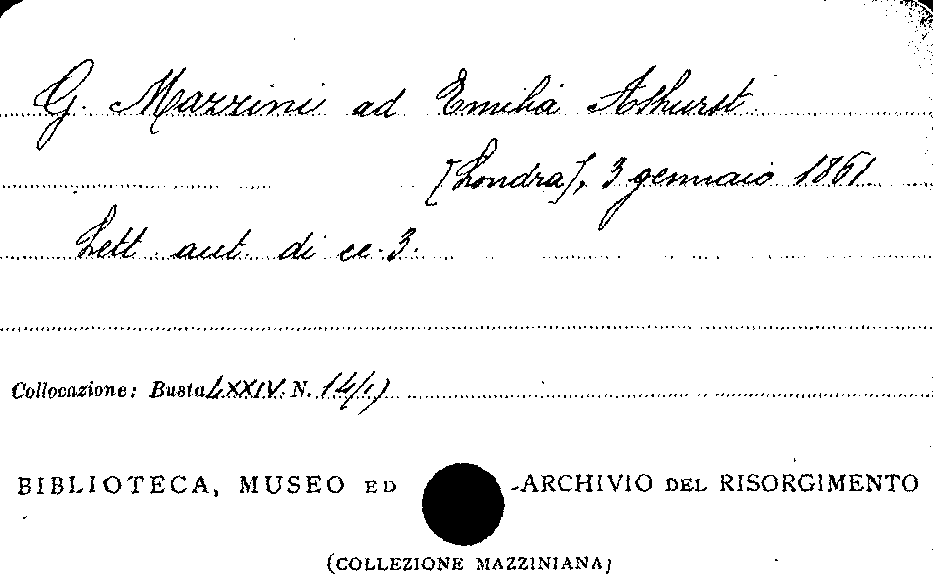 G. Mazzini ad Emilia Ashurst
[Londra], 3 gennaio 1861
Lett. aut. di cc. 3.
Collocazione: Busta LXXIV. N. 14(1)
BIBLIOTECA, MUSEO ED ARCHIVIO DEL RISORGIMENTO
(COLLEZIONE MAZZINIANA)